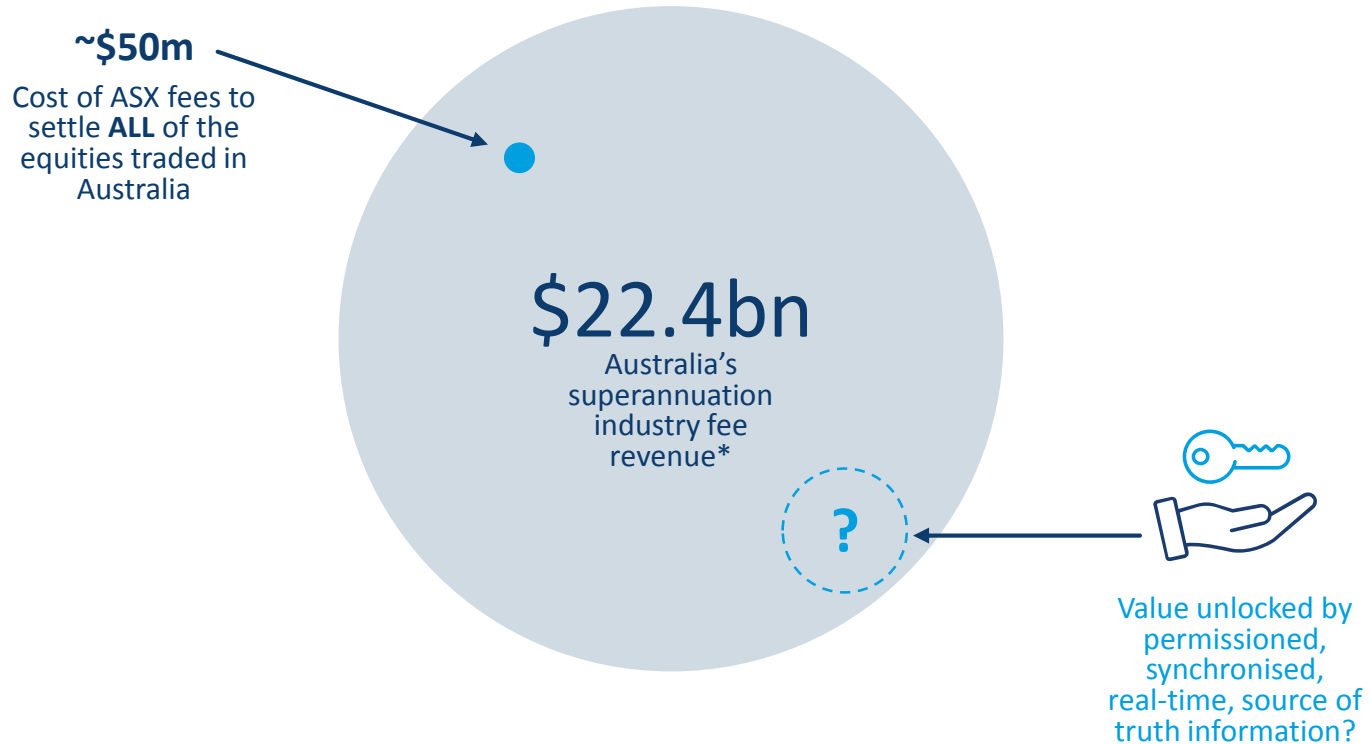 ~$50m
Cost of ASX fees to
settle ALL of the
equities traded in
Australia
$22.4bn
Australia’s
superannuation
industry fee
revenue*
?
Value unlocked by
permissioned,
synchronised,
real-time, source of
truth information?